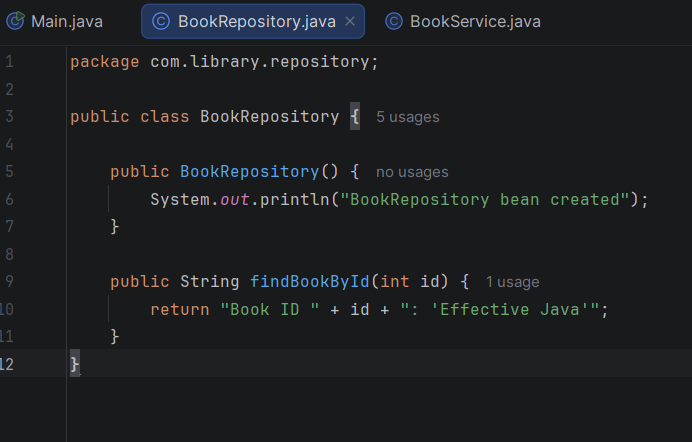 Main.java BookRepository.java BookService.java
1 package com.library.repository;
2
3 public class BookRepository { 5 usages
4
5 public BookRepository() { no usages
6 System.out.println("BookRepository bean created");
7 }
8
9 public String findBookById(int id) { 1 usage
10 return "Book ID " + id + ": 'Effective Java'";
11 }
12 }